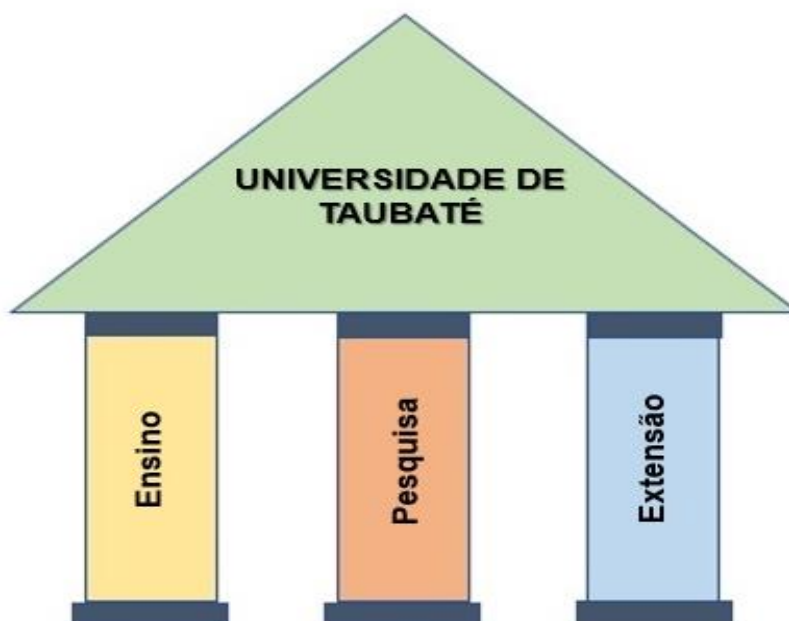 UNIVERSIDADE DE
TAUBATÉ
Ensino
Pesquisa
Extensão